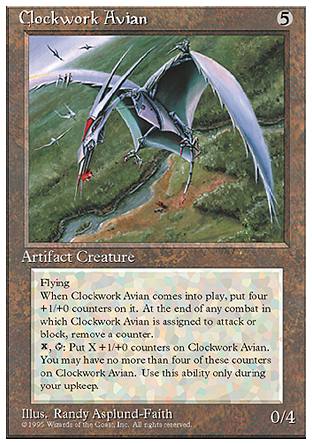 Clockwork Avian 5
Artifact Creature
Flying
When Clockwork Avian comes into play, put four
+1/+0 counters on it. At the end of any combat in
which Clockwork Avian is assigned to attack or
block, remove a counter.
X, : Put X +1/+0 counters on Clockwork Avian.
You may have no more than four of these counters
on Clockwork Avian. Use this ability only during
your upkeep.
Illus. Randy Asplund-Faith
©1995 Wizards of the Coast, Inc. All rights reserved.
0/4